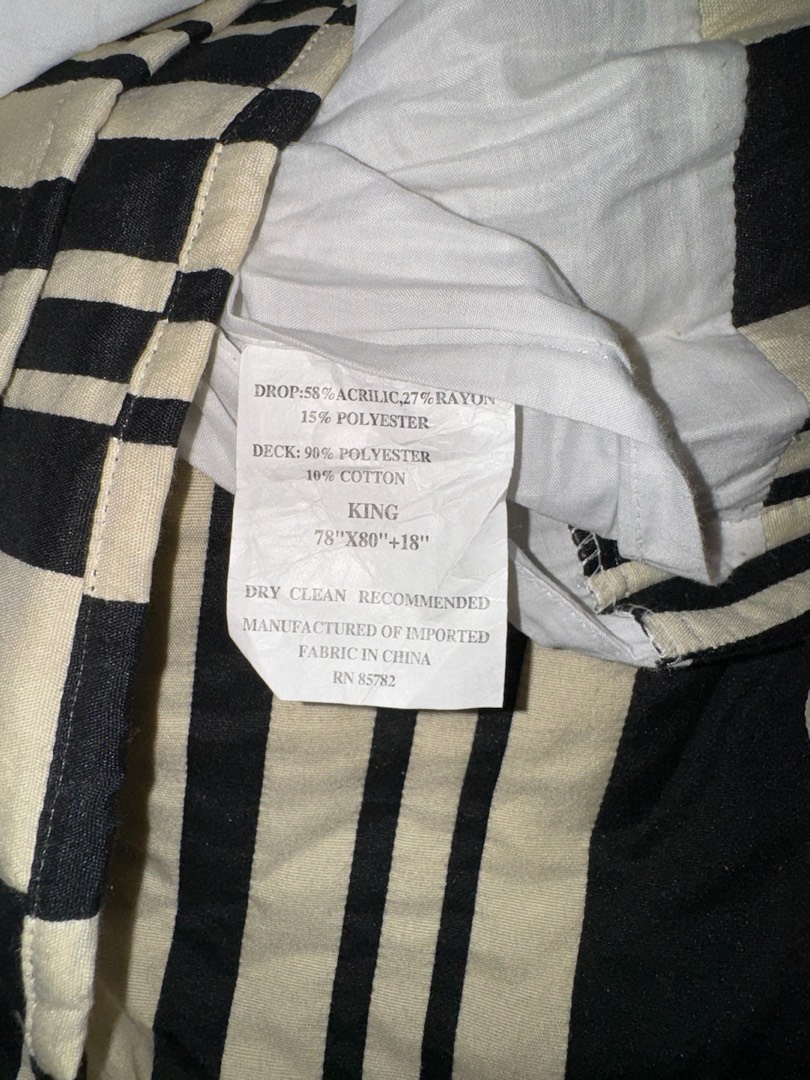 DROP:58%ACRILIC,27%RAYON
15% POLYESTER
DECK: 90% POLYESTER
10% COTTON
KING
78"X80"+18"
DRY CLEAN RECOMMENDED
MANUFACTURED OF IMPORTED
FABRIC IN CHINA
RN 85782